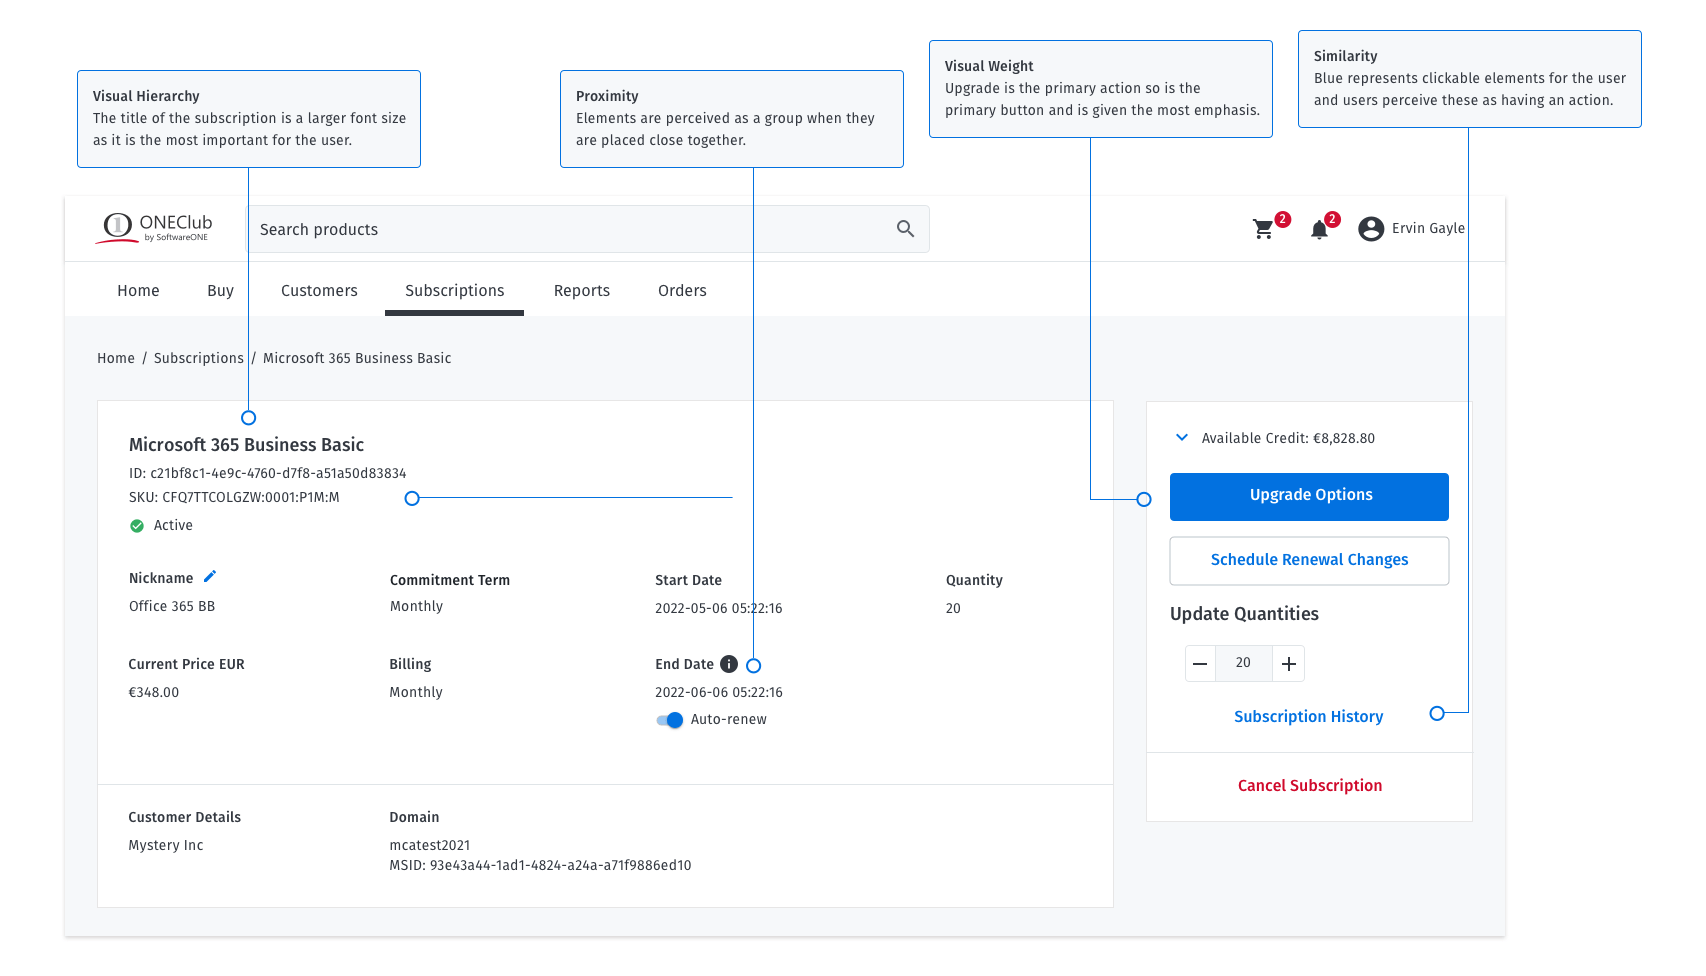 Visual Hierarchy
The title of the subscription is a larger font size
as it is the most important for the user.
Proximity
Elements are perceived as a group when they
are placed close together.
Visual Weight
Upgrade is the primary action so is the
primary button and is given the most emphasis.
Similarity
Blue represents clickable elements for the user
and users perceive these as having an action.
1 ONEClub
by SoftwareONE
Search products
2
2
Ervin Gayle
Home Buy Customers Subscriptions Reports Orders
Home / Subscriptions / Microsoft 365 Business Basic
Microsoft 365 Business Basic
ID: c21bf8c1-4e9c-4760-d7f8-a51a50d83834
SKU: CFQ7TTCOLGZW:0001:P1M:M
Active
Nickname
Office 365 BB
Commitment Term
Monthly
Start Date
2022-05-06 05:22:16
Quantity
20
Current Price EUR
€348.00
Billing
Monthly
End Date i
2022-06-06 05:22:16
Auto-renew
Customer Details
Mystery Inc
Domain
mcatest2021
MSID: 93e43a44-1ad1-4824-a24a-a71f9886ed10
Available Credit: €8,828.80
Upgrade Options
Schedule Renewal Changes
Update Quantities
20
Subscription History
Cancel Subscription